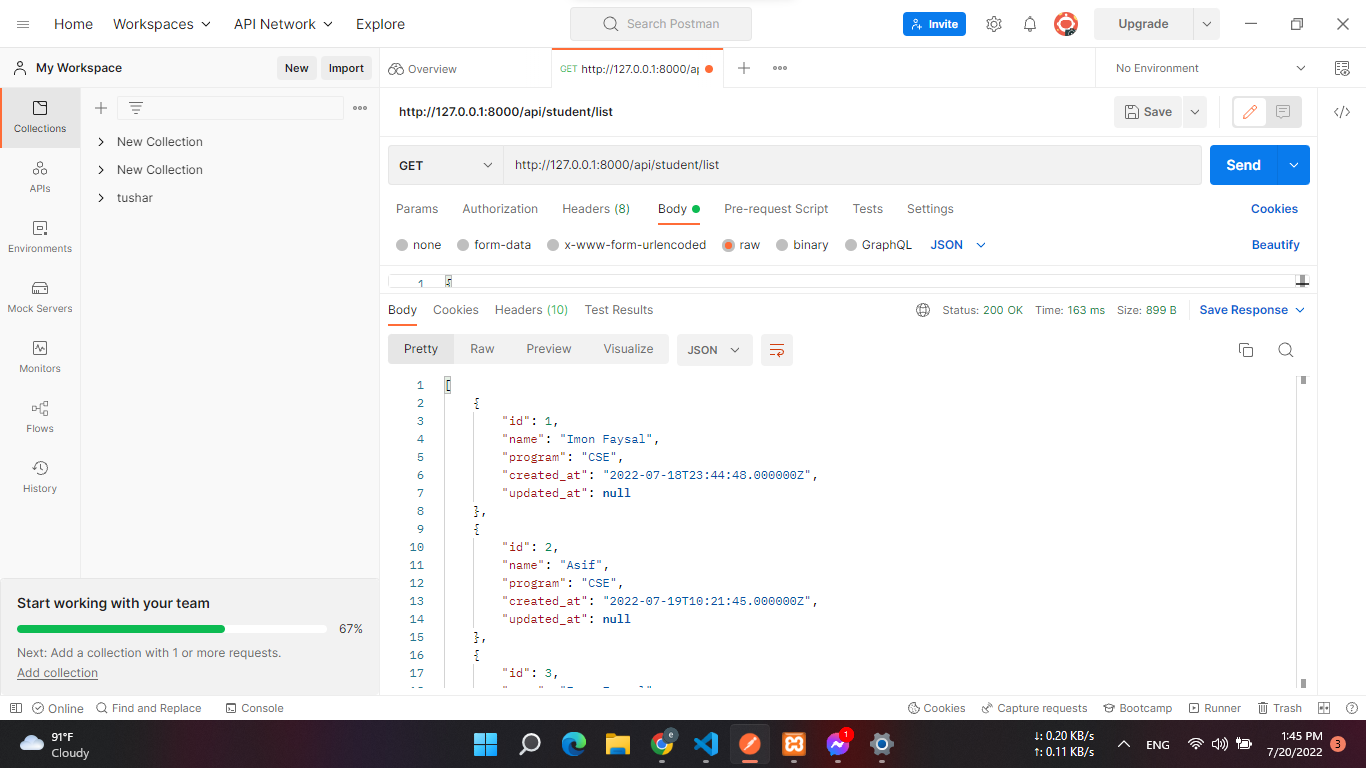 Home Workspaces API Network Explore Search Postman Invite Upgrade
My Workspace New Import Overview GET http://127.0.0.1:8000/a No Environment
Collections
APIs
Environments
Mock Servers
Monitors
Flows
History
New Collection
New Collection
tushar
http://127.0.0.1:8000/api/student/list Save
GET http://127.0.0.1:8000/api/student/list Send
Params Authorization Headers (8) Body Pre-request Script Tests Settings Cookies
none form-data x-www-form-urlencoded raw binary GraphQL JSON Beautify
1 {
Body Cookies Headers (10) Test Results Status: 200 OK Time: 163 ms Size: 899 B Save Response
Pretty Raw Preview Visualize JSON
1 [
2 {
3 "id": 1,
4 "name": "Imon Faysal",
5 "program": "CSE",
6 "created_at": "2022-07-18T23:44:48.000000Z",
7 "updated_at": null
8 },
9 {
10 "id": 2,
11 "name": "Asif",
12 "program": "CSE",
13 "created_at": "2022-07-19T10:21:45.000000Z",
14 "updated_at": null
15 },
16 {
17 "id": 3,
Start working with your team
67%
Next: Add a collection with 1 or more requests.
Add collection
Online Find and Replace Console Cookies Capture requests Bootcamp Runner Trash
91°F
Cloudy
e
1
↓: 0.20 KB/s
↑: 0.11 KB/s
ENG
1:45 PM
7/20/2022
3